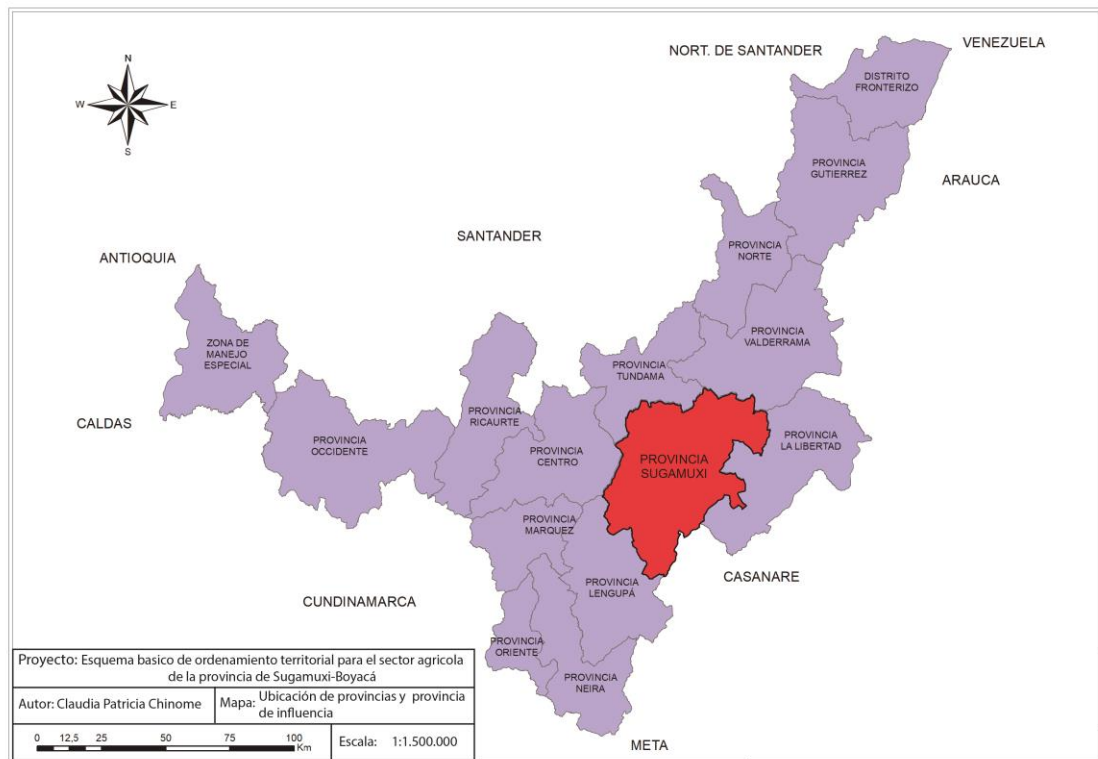 NORT. DE SANTANDER
VENEZUELA
N
W
E
S
DISTRITO
FRONTERIZO
PROVINCIA
GUTIERREZ
ARAUCA
SANTANDER
PROVINCIA
NORTE
ANTIOQUIA
ZONA DE
MANEJO
ESPECIAL
PROVINCIA
VALDERRAMA
PROVINCIA
TUNDAMA
CALDAS
PROVINCIA
OCCIDENTE
PROVINCIA
RICAURTE
PROVINCIA
CENTRO
PROVINCIA
SUGAMUXI
PROVINCIA
LA LIBERTAD
PROVINCIA
MARQUEZ
PROVINCIA
LENGUPÁ
CASANARE
CUNDINAMARCA
PROVINCIA
ORIENTE
PROVINCIA
NEIRA
META
Proyecto: Esquema basico de ordenamiento territorial para el sector agricola
de la provincia de Sugamuxi-Boyacá
Autor: Claudia Patricia Chinome
Mapa: Ubicación de provincias y provincia
de influencia
0 12,5 25 50 75 100
Km
Escala: 1:1.500.000